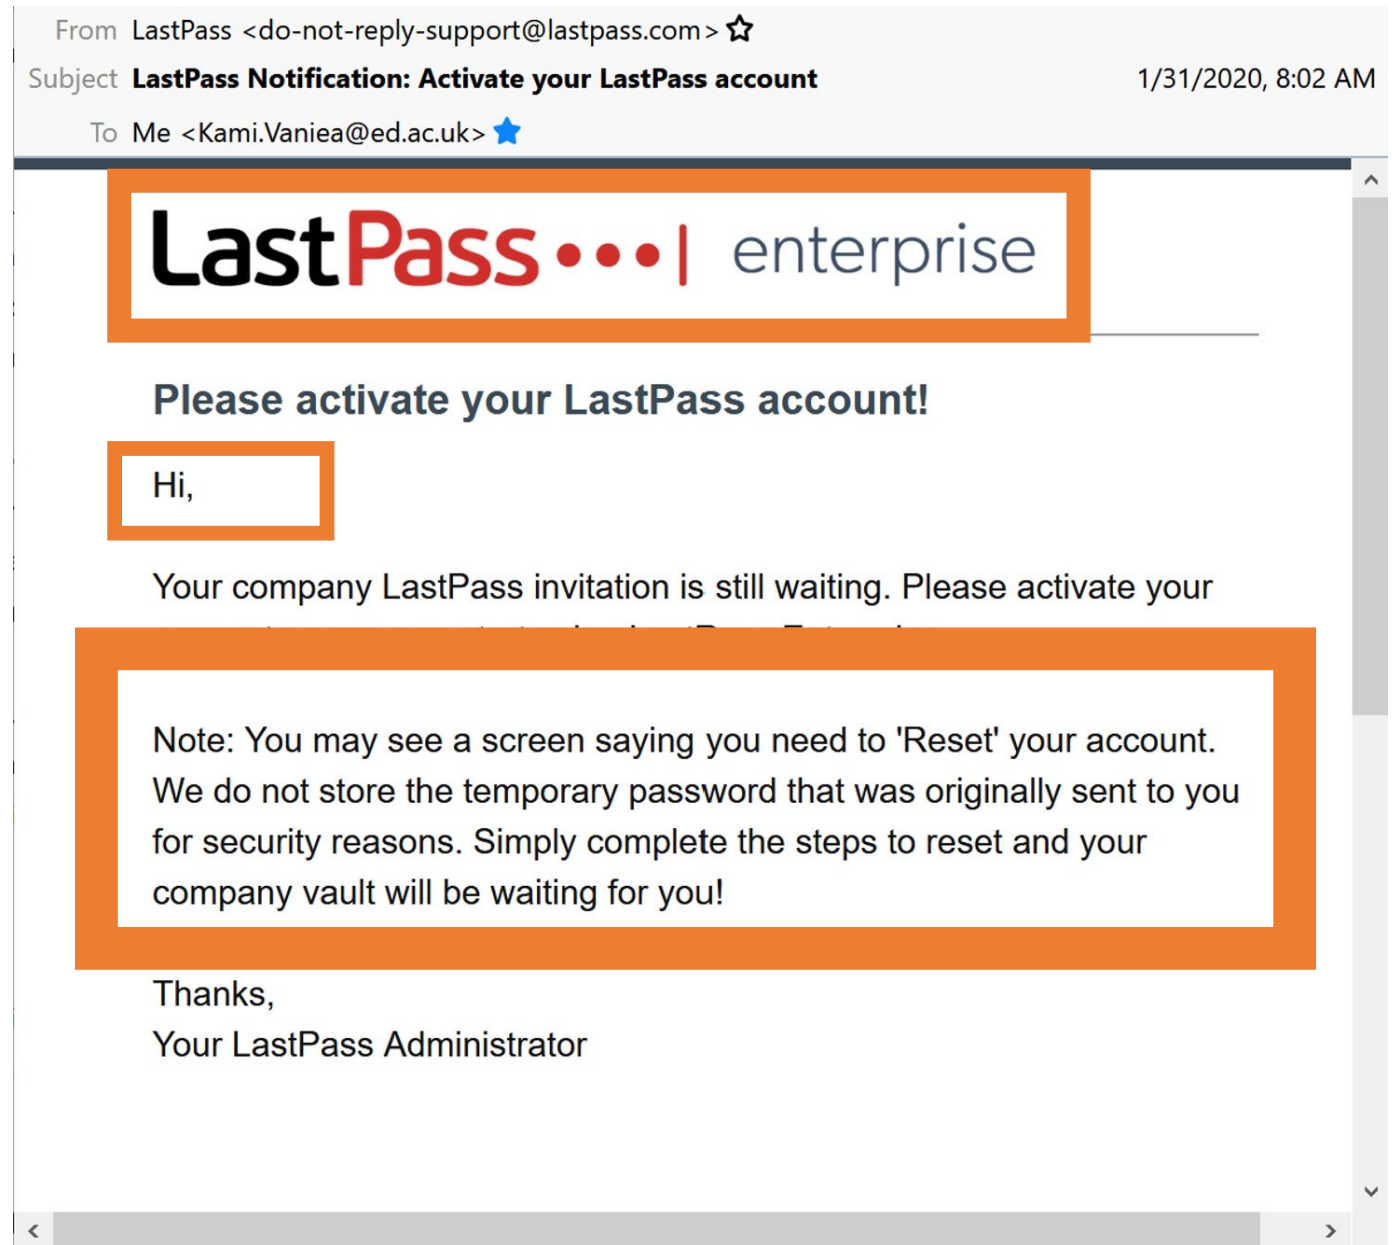 From LastPass <do-not-reply-support@lastpass.com>
Subject LastPass Notification: Activate your LastPass account 1/31/2020, 8:02 AM
To Me <Kami.Vaniea@ed.ac.uk>
LastPass •••| enterprise
Please activate your LastPass account!
Hi,
Your company LastPass invitation is still waiting. Please activate your
Note: You may see a screen saying you need to 'Reset' your account.
We do not store the temporary password that was originally sent to you
for security reasons. Simply complete the steps to reset and your
company vault will be waiting for you!
Thanks,
Your LastPass Administrator